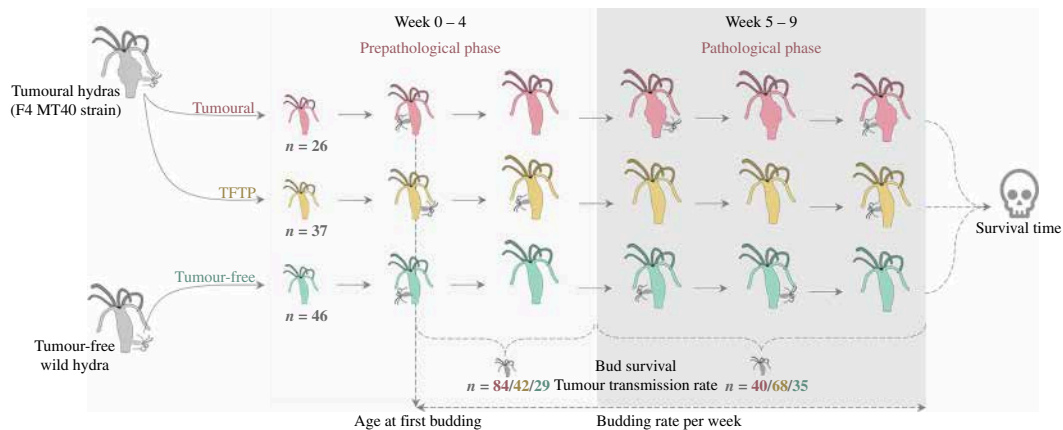 Week 0 – 4
Week 5 – 9
Prepathological phase
Pathological phase
Tumoural hydras
(F4 MT40 strain)
Tumoural
n = 26
TFTP
n = 37
Survival time
Tumour-free
n = 46
Tumour-free
wild hydra
Bud survival
n = 84/42/29
Tumour transmission rate
n = 40/68/35
Age at first budding
Budding rate per week